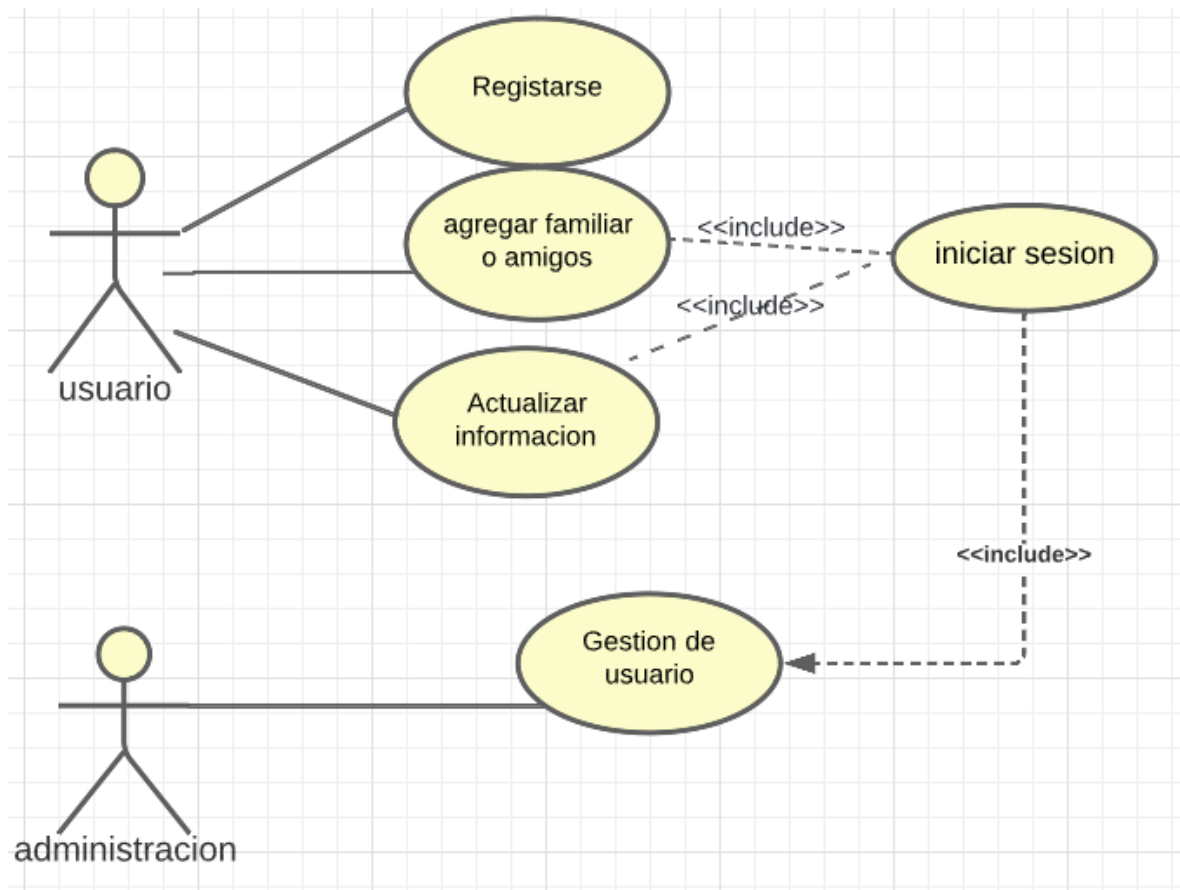 Registarse
agregar familiar
o amigos
<<include>>
iniciar sesion
<<include>>
usuario
Actualizar
informacion
<<include>>
Gestion de
usuario
administracion